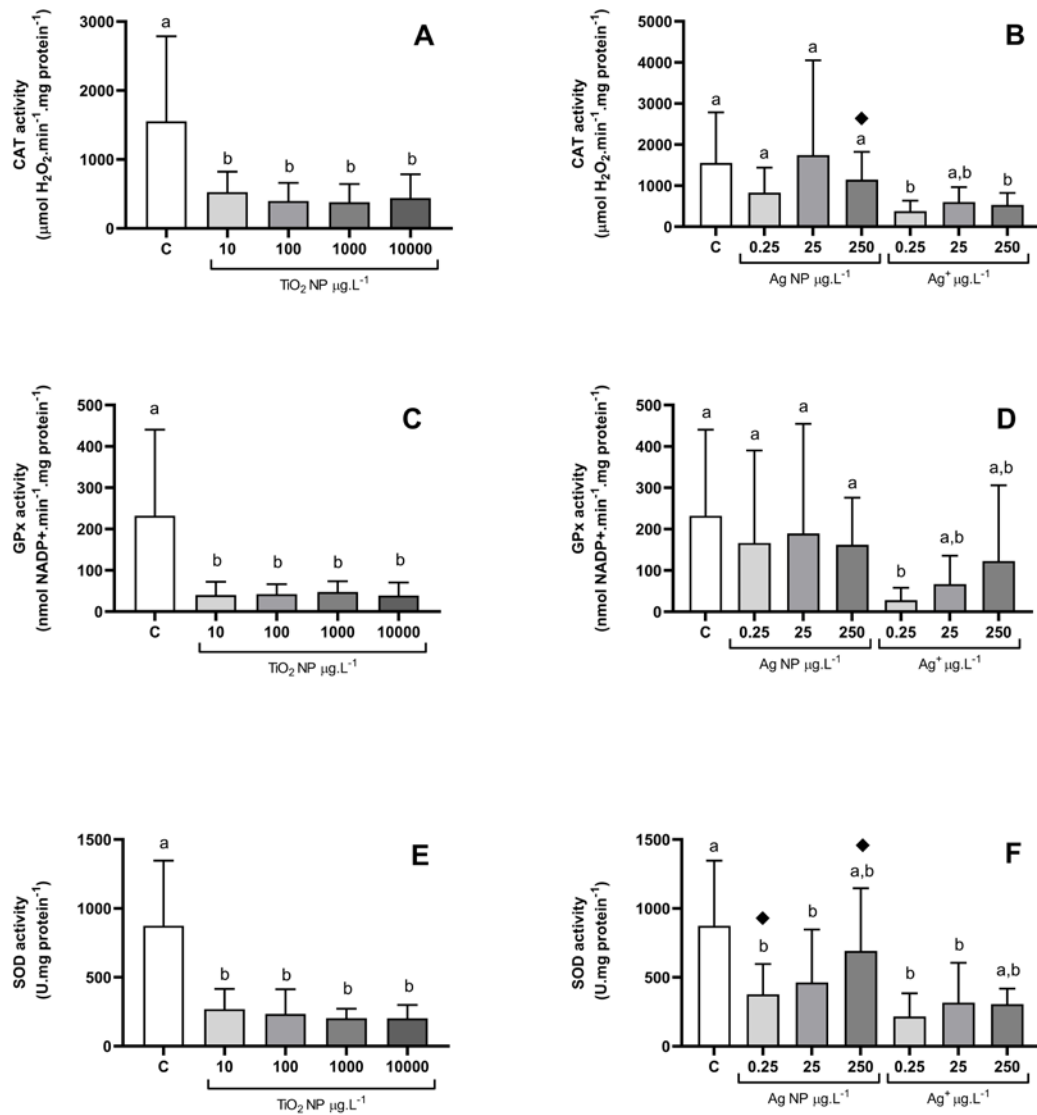 A
CAT activity
(μmol H₂O₂.min⁻¹.mg protein⁻¹)
3000
2000
1000
0
a
b
b
b
b
C
10
100
1000
10000
TiO₂ NP μg.L⁻¹
B
CAT activity
(μmol H₂O₂.min⁻¹.mg protein⁻¹)
5000
4000
3000
2000
1000
0
a
a
a
◆
a
b
a,b
b
C
0.25
25
250
0.25
25
250
Ag NP μg.L⁻¹
Ag⁺ μg.L⁻¹
C
GPx activity
(nmol NADP+.min⁻¹.mg protein⁻¹)
500
400
300
200
100
0
a
b
b
b
b
C
10
100
1000
10000
TiO₂ NP μg.L⁻¹
D
GPx activity
(nmol NADP+.min⁻¹.mg protein⁻¹)
500
400
300
200
100
0
a
a
a
a
b
a,b
a,b
C
0.25
25
250
0.25
25
250
Ag NP μg.L⁻¹
Ag⁺ μg.L⁻¹
E
SOD activity
(U.mg protein⁻¹)
1500
1000
500
0
a
b
b
b
b
C
10
100
1000
10000
TiO₂ NP μg.L⁻¹
F
SOD activity
(U.mg protein⁻¹)
1500
1000
500
0
a
◆
b
b
◆
a,b
b
b
a,b
C
0.25
25
250
0.25
25
250
Ag NP μg.L⁻¹
Ag⁺ μg.L⁻¹